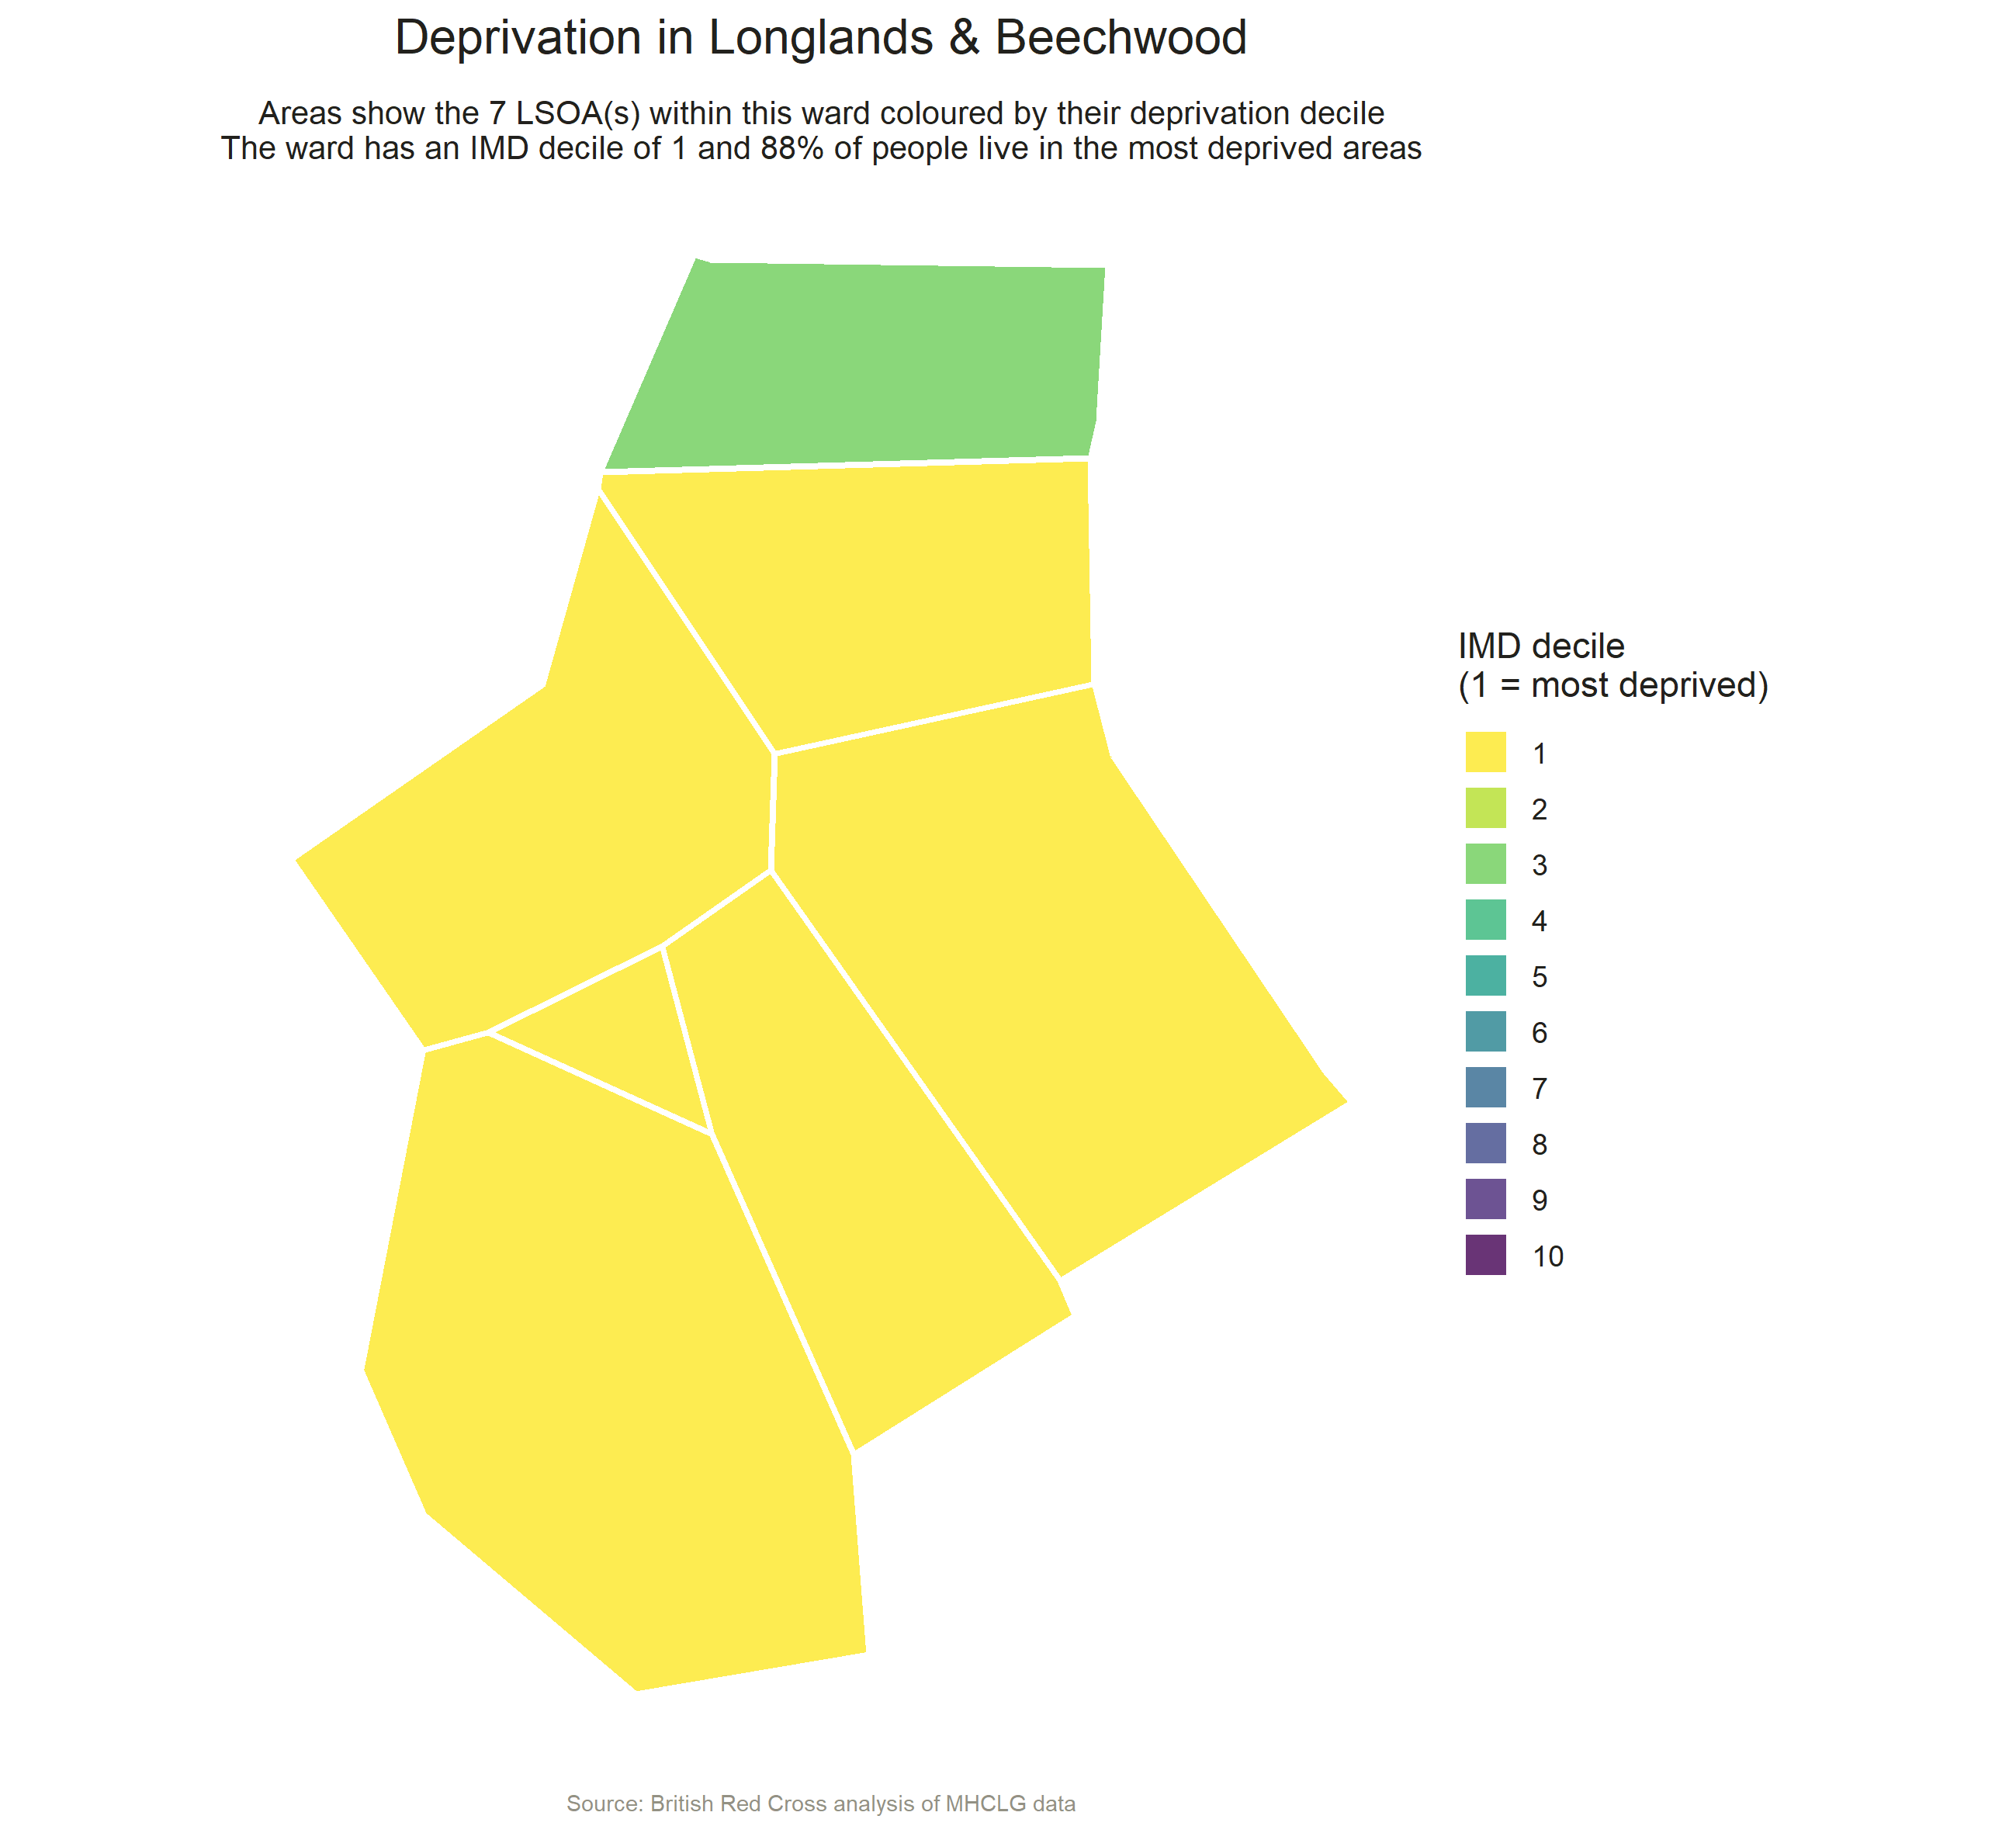 Deprivation in Longlands & Beechwood
Areas show the 7 LSOA(s) within this ward coloured by their deprivation decile
The ward has an IMD decile of 1 and 88% of people live in the most deprived areas
IMD decile
(1 = most deprived)
1
2
3
4
5
6
7
8
9
10
Source: British Red Cross analysis of MHCLG data